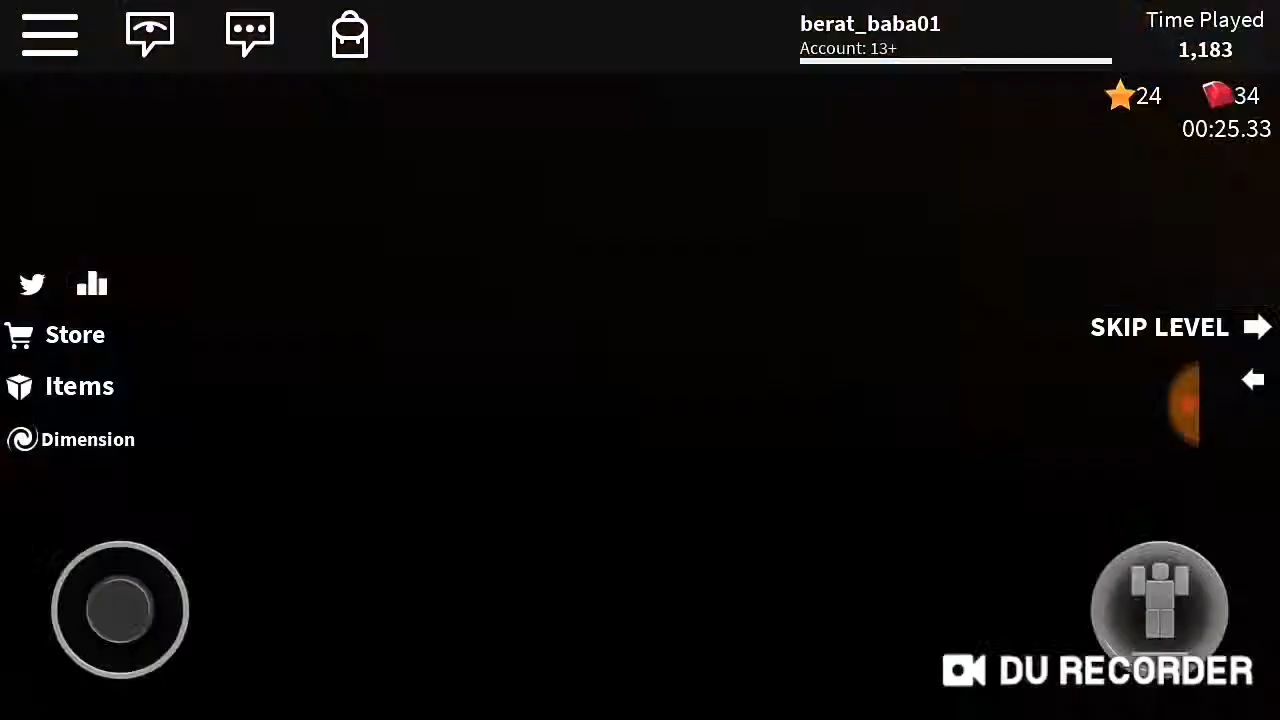 berat_baba01
Account: 13+
Time Played
1,183
24
34
00:25.33
Store
SKIP LEVEL
Items
Dimension
DU RECORDER